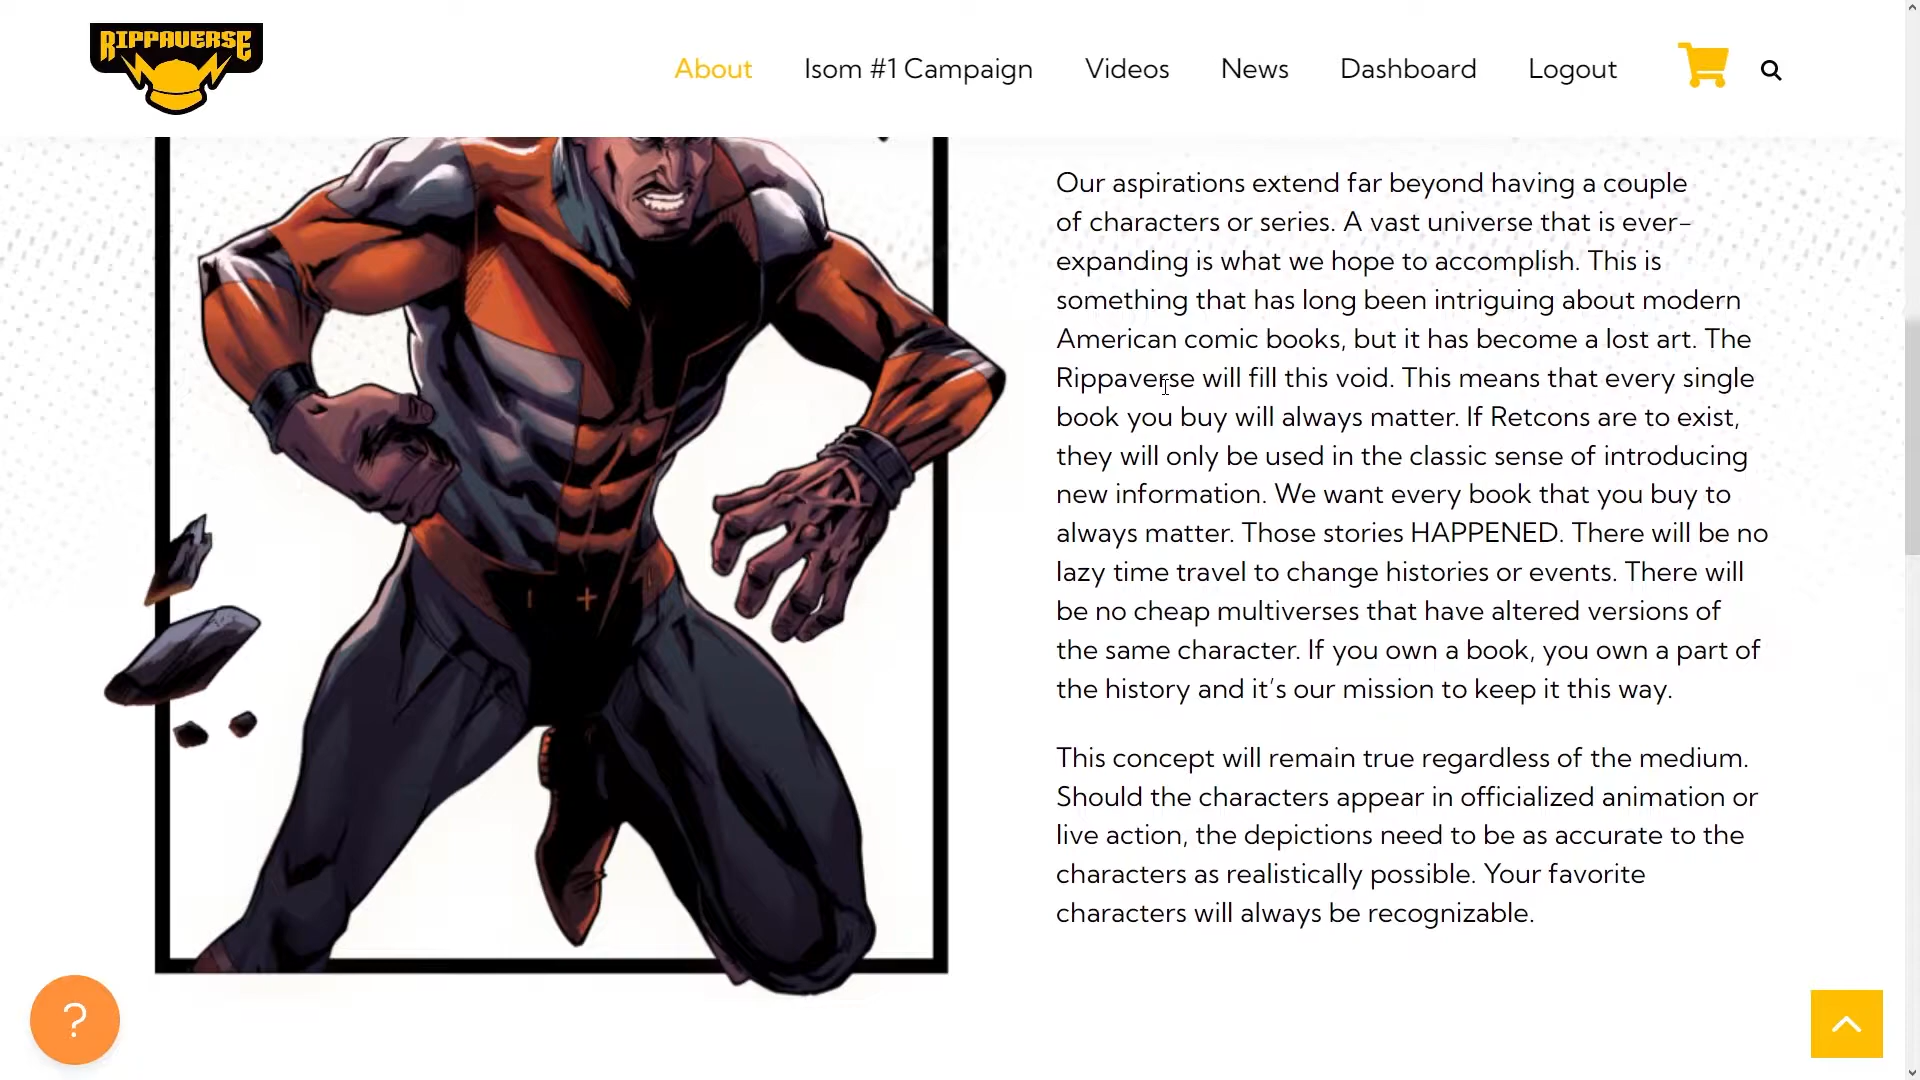 RIPPAVERSE
About Isom #1 Campaign Videos News Dashboard Logout
Our aspirations extend far beyond having a couple
of characters or series. A vast universe that is ever-
expanding is what we hope to accomplish. This is
something that has long been intriguing about modern
American comic books, but it has become a lost art. The
Rippaverse will fill this void. This means that every single
book you buy will always matter. If Retcons are to exist,
they will only be used in the classic sense of introducing
new information. We want every book that you buy to
always matter. Those stories HAPPENED. There will be no
lazy time travel to change histories or events. There will
be no cheap multiverses that have altered versions of
the same character. If you own a book, you own a part of
the history and it’s our mission to keep it this way.
This concept will remain true regardless of the medium.
Should the characters appear in officialized animation or
live action, the depictions need to be as accurate to the
characters as realistically possible. Your favorite
characters will always be recognizable.
?